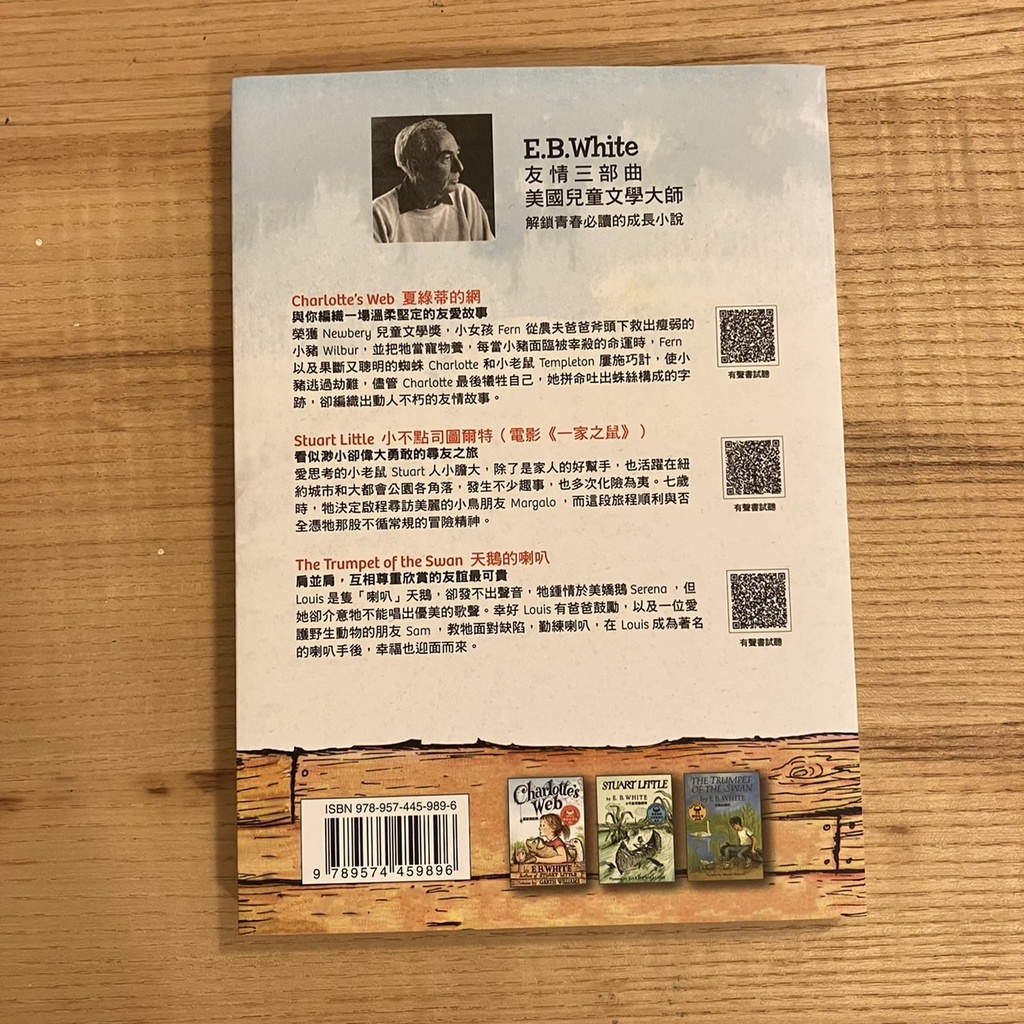 E.B.White
友情三部曲
美國兒童文學大師
解鎖青春必讀的成長小說
Charlotte's Web 夏綠蒂的網
與你編織一場溫柔堅定的友愛故事
榮獲 Newbery 兒童文學獎，小女孩 Fern 從農夫爸爸斧頭下救出瘦弱的
小豬 Wilbur，並把牠當寵物養，每當小豬面臨被宰殺的命運時，Fern
以及果斷又聰明的蜘蛛 Charlotte 和小老鼠 Templeton 屢施巧計，使小
豬逃過劫難，儘管 Charlotte 最後犧牲自己，她拼命吐出蛛絲構成的字
跡，卻編織出動人不朽的友情故事。
有聲書試聽
Stuart Little 小不點司圖爾特（電影《一家之鼠》）
看似渺小卻偉大勇敢的尋友之旅
愛思考的小老鼠 Stuart 人小膽大，除了是家人的好幫手，也活躍在紐
約城市和大都會公園各角落，發生不少趣事，也多次化險為夷。七歲
時，牠決定啟程尋訪美麗的小鳥朋友 Margalo ，而這段旅程順利與否
全憑牠那股不循常規的冒險精神。
有聲書試聽
The Trumpet of the Swan 天鵝的喇叭
肩並肩，互相尊重欣賞的友誼最可貴
Louis 是隻「喇叭」天鵝，卻發不出聲音，牠鍾情於美嬌鵝 Serena ，但
她卻介意牠不能唱出優美的歌聲。幸好 Louis 有爸爸鼓勵，以及一位愛
護野生動物的朋友 Sam ，教牠面對缺陷，勤練喇叭，在 Louis 成為著名
的喇叭手後，幸福也迎面而來。
有聲書試聽
ISBN 978-957-445-989-6
9 789574 459896
Charlotte's
Web
by E.B.WHITE
Author of STUART LITTLE
Pictures by GARTH WILLIAMS
STUART LITTLE
by E. B. WHITE
THE TRUMPET
OF THE SWAN
by E. B. WHITE